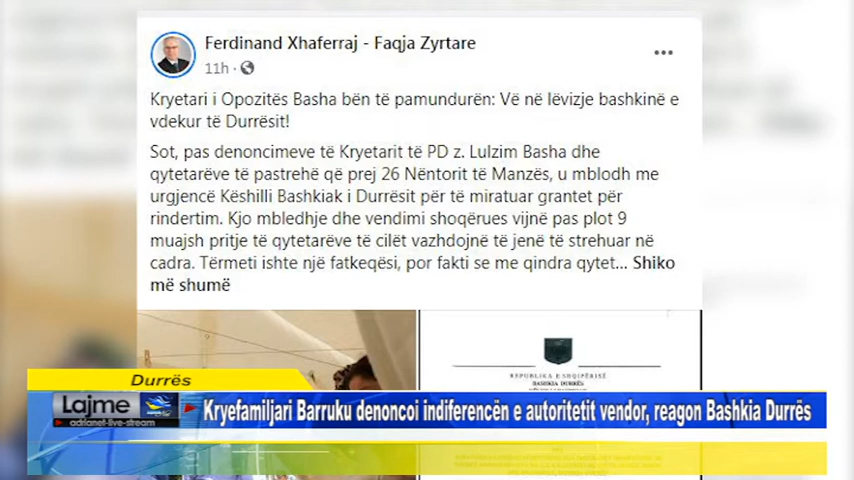 Ferdinand Xhaferraj - Faqja Zyrtare
11h ·
Kryetari i Opozitës Basha bën të pamundurën: Vë në lëvizje bashkinë e
vdekur të Durrësit!
Sot, pas denoncimeve të Kryetarit të PD z. Lulzim Basha dhe
qytetarëve të pastrehë që prej 26 Nëntorit të Manzës, u mblodh me
urgjencë Këshilli Bashkiak i Durrësit për të miratuar grantet për
rindertim. Kjo mbledhje dhe vendimi shoqërues vijnë pas plot 9
muajsh pritje të qytetarëve të cilët vazhdojnë të jenë të strehuar në
cadra. Tërmeti ishte një fatkeqësi, por fakti se me qindra qytet... Shiko
më shumë
REPUBLIKA E SHQIPËRISË
BASHKIA DURRËS
Durrës
Lajme
adrianet-live-stream
Kryefamiljari Barruku denoncoi indiferencën e autoritetit vendor, reagon Bashkia Durrës